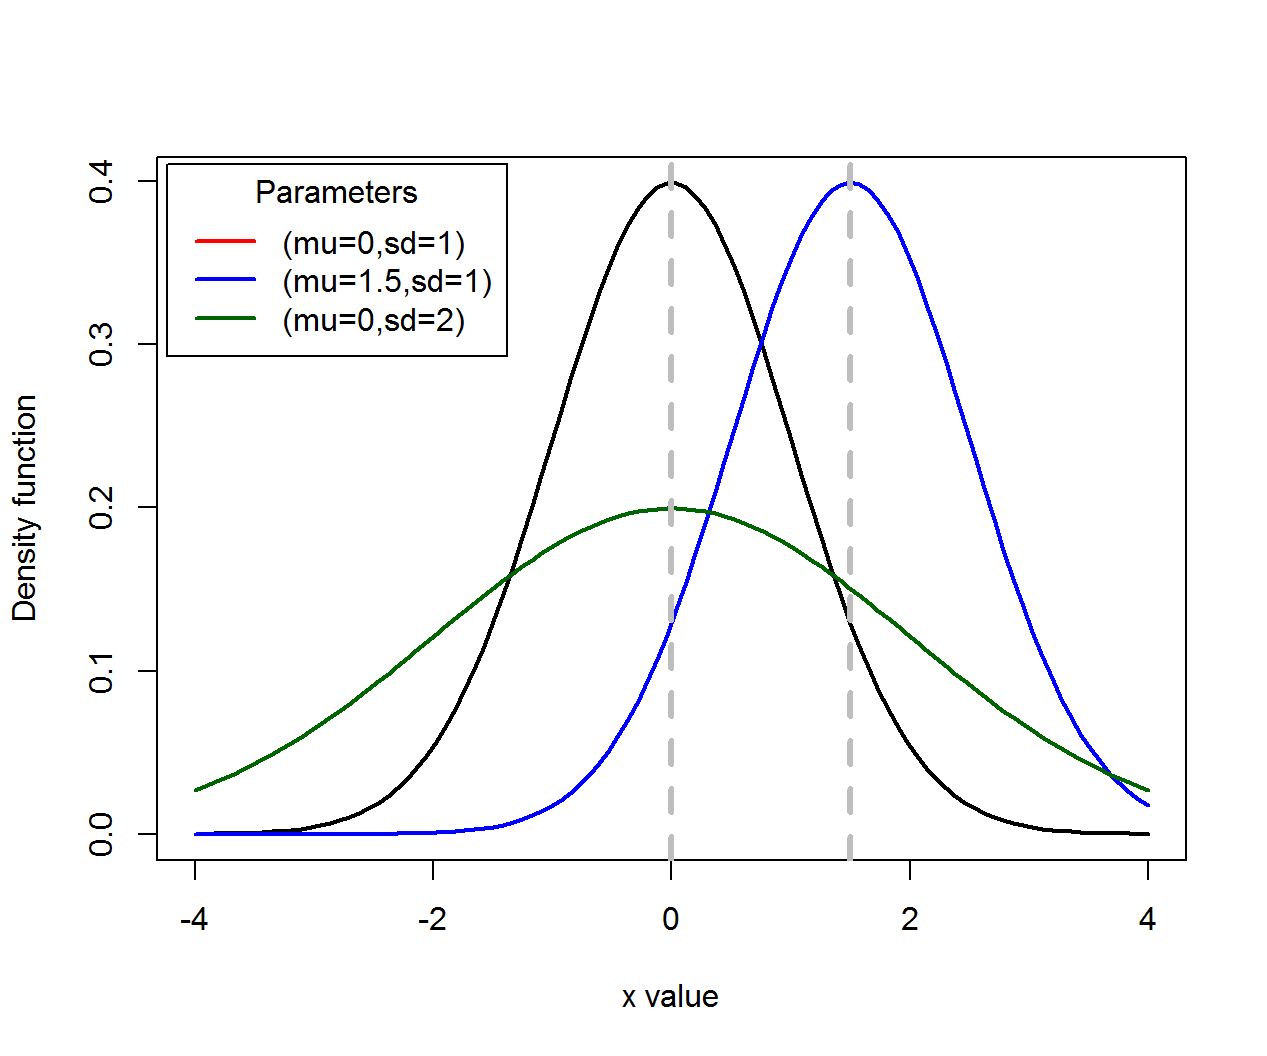 Parameters
(mu=0,sd=1)
(mu=1.5,sd=1)
(mu=0,sd=2)
Density function
0.4
0.3
0.2
0.1
0.0
-4
-2
0
2
4
x value